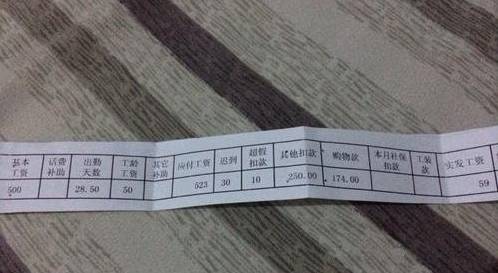 基本工资 话费补助 出勤天数 工龄工资 其它补助 应付工资 迟到 超假扣款 其他扣款 购物款 本月社保扣款 工装款 实发工资
500 28.50 50 523 30 10 250.00 174.00 59